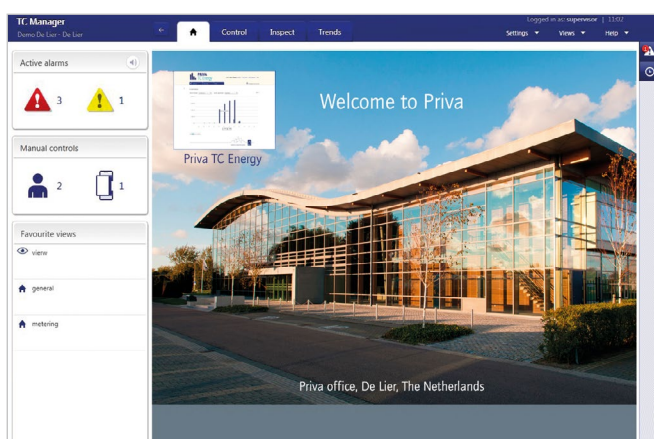 TC Manager
Demo De Lier - De Lier
Control
Inspect
Trends
Logged in as: supervisor | 11:02
Settings
Views
Help
Active alarms
3
1
Manual controls
2
1
Favourite views
view
general
metering
Welcome to Priva
Priva TC Energy
Priva office, De Lier, The Netherlands